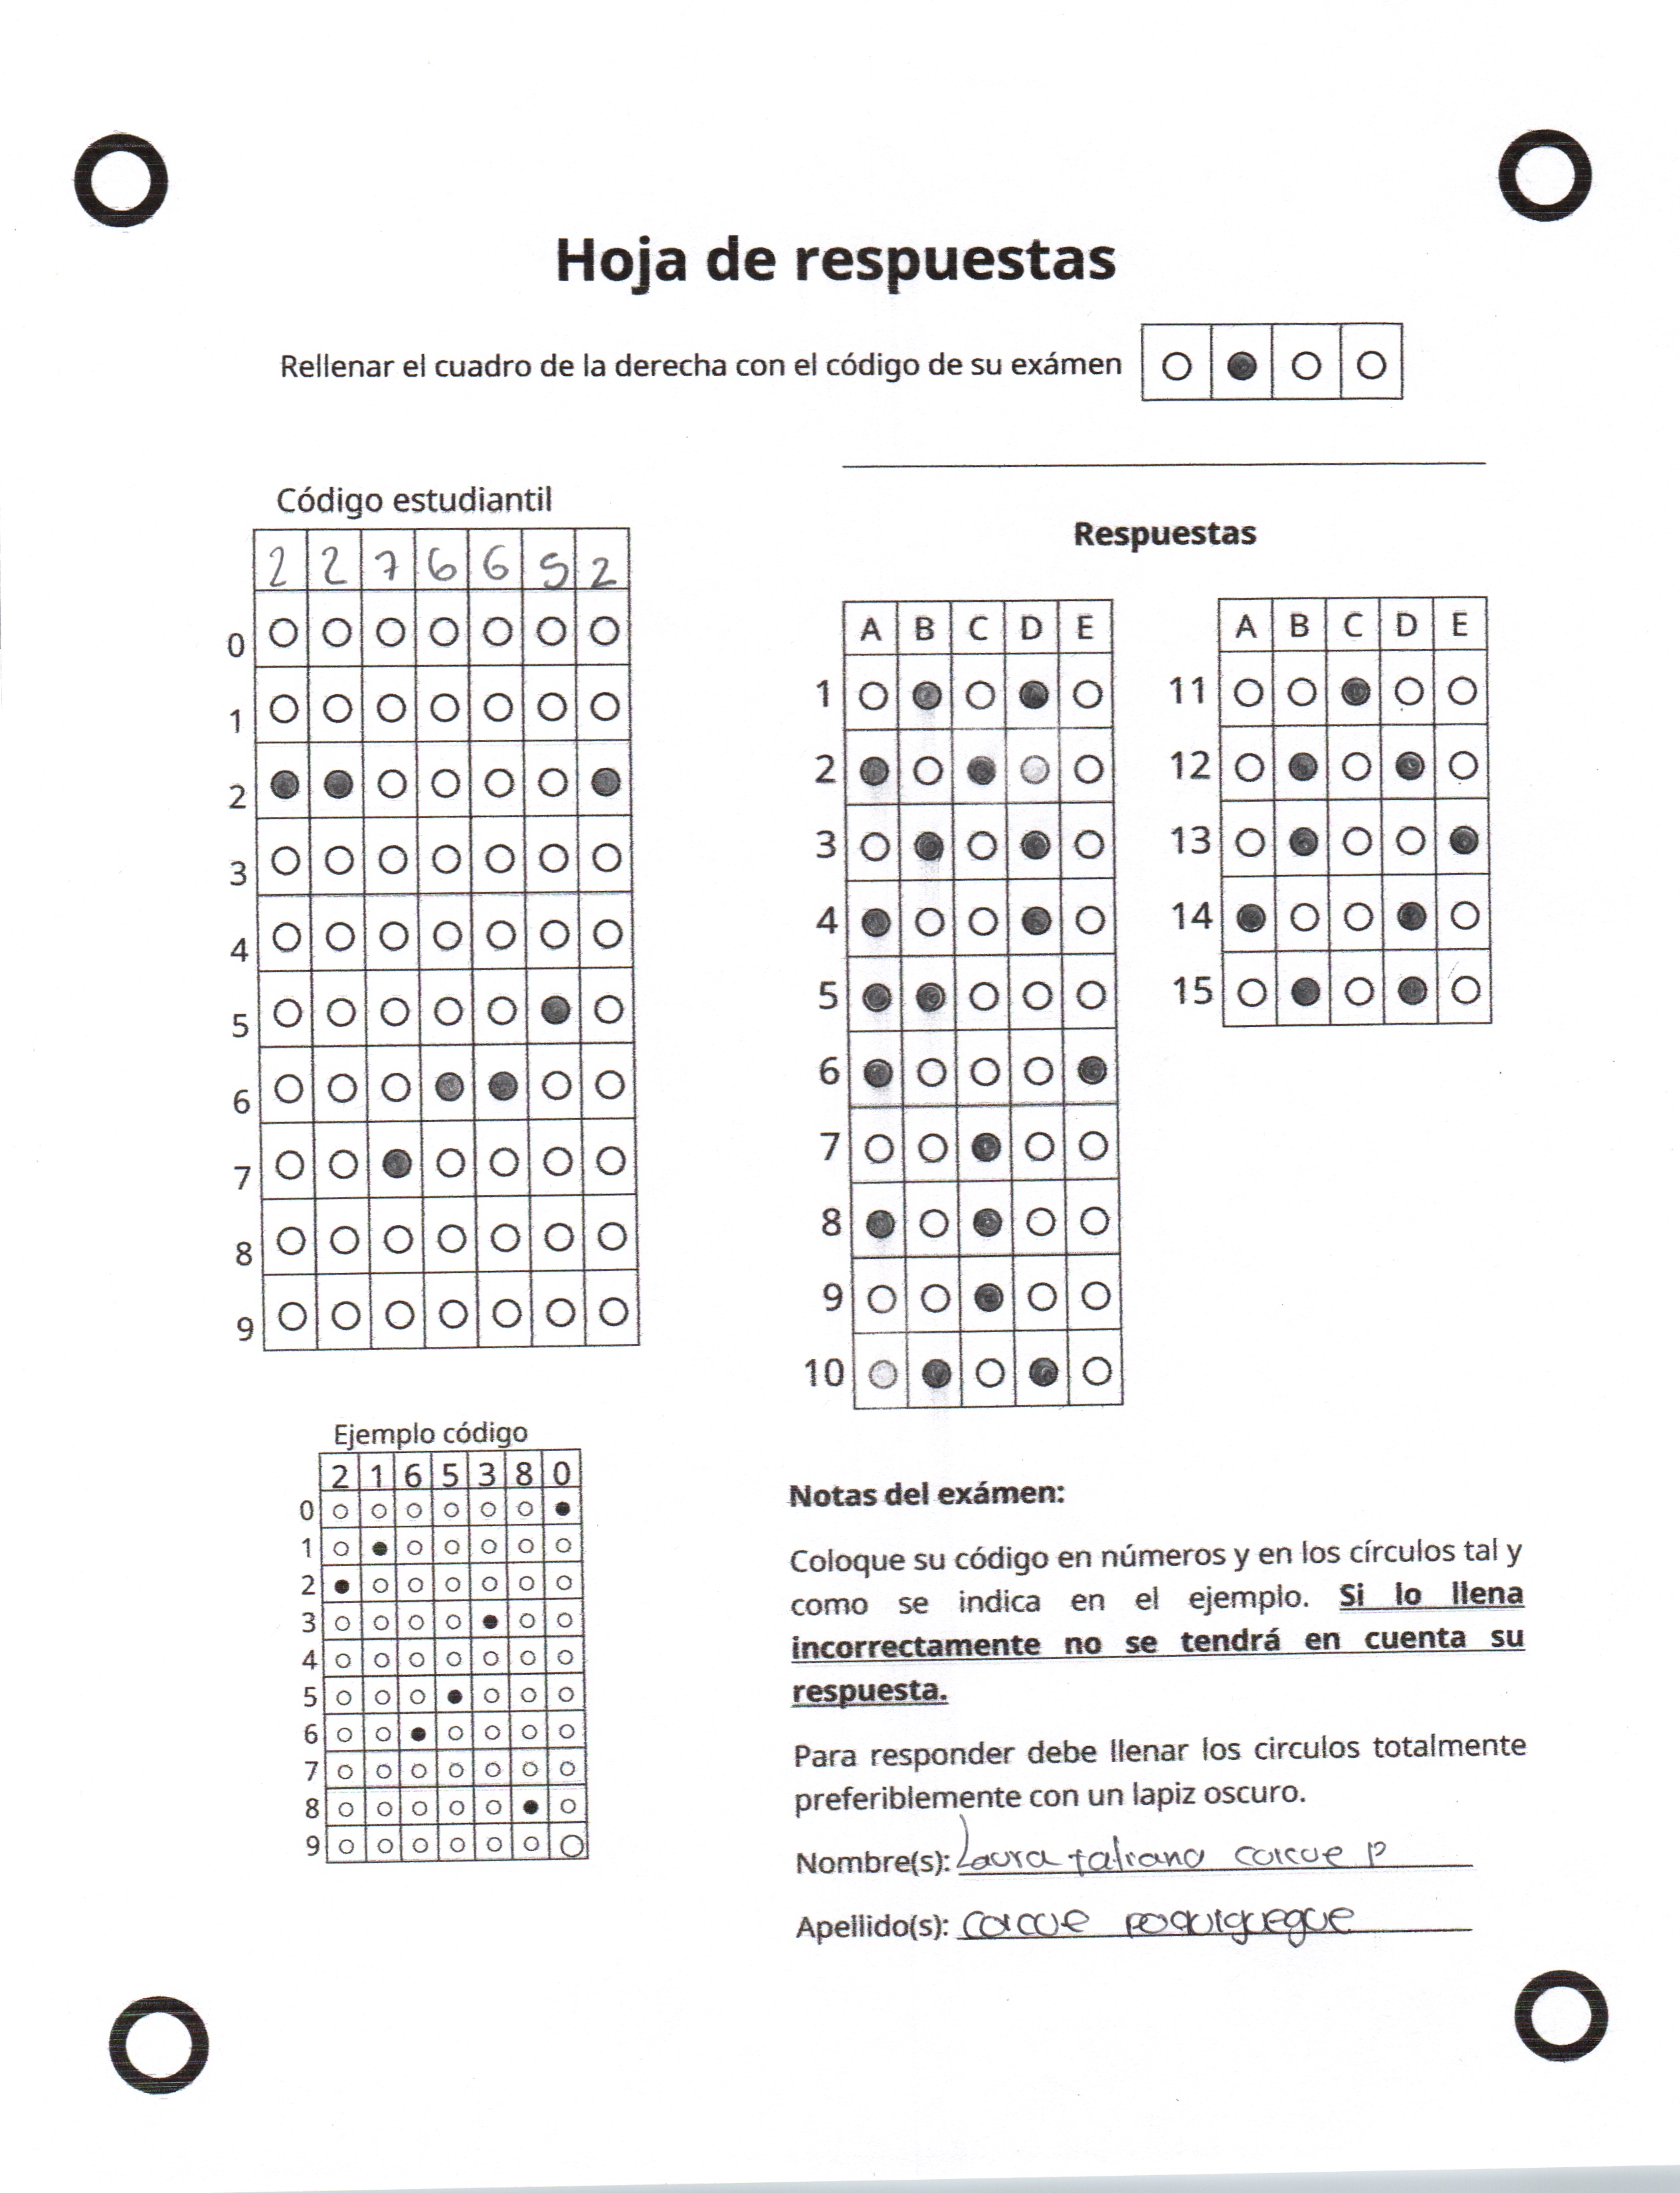 Hoja de respuestas
Rellenar el cuadro de la derecha con el código de su exámen
Código estudiantil
2 2 7 6 6 5 2
0
1
2
3
4
5
6
7
8
9
Respuestas
A B C D E
1
2
3
4
5
6
7
8
9
10
A B C D E
11
12
13
14
15
Ejemplo código
2 1 6 5 3 8 0
0
1
2
3
4
5
6
7
8
9
Notas del exámen:
Coloque su código en números y en los círculos tal y
como se indica en el ejemplo. Si lo llena
incorrectamente no se tendrá en cuenta su
respuesta.
Para responder debe llenar los circulos totalmente
preferiblemente con un lapiz oscuro.
Nombre(s): Laura P
Apellido(s):